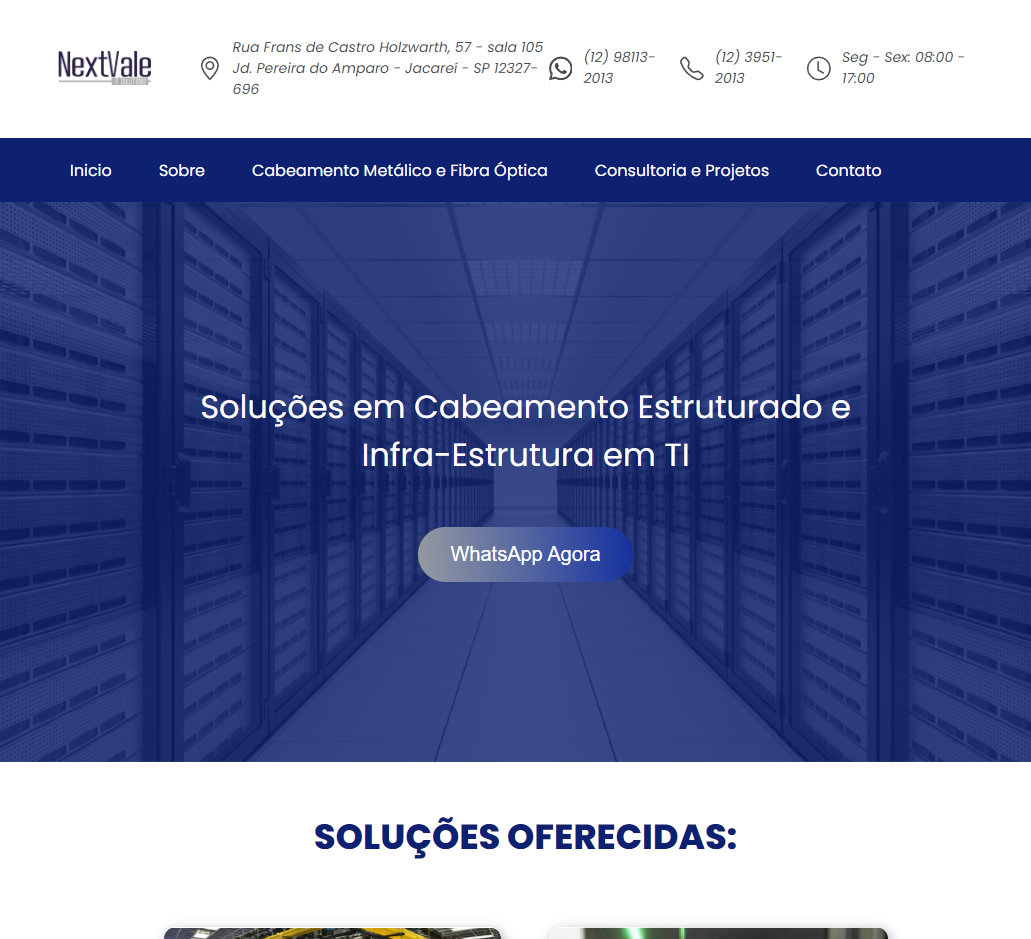 NextVale
Rua Frans de Castro Holzwarth, 57 - sala 105
Jd. Pereira do Amparo - Jacareí - SP 12327-
696
(12) 98113-
2013
(12) 3951-
2013
Seg - Sex: 08:00 -
17:00
Inicio
Sobre
Cabeamento Metálico e Fibra Óptica
Consultoria e Projetos
Contato
Soluções em Cabeamento Estruturado e
Infra-Estrutura em TI
WhatsApp Agora
SOLUÇÕES OFERECIDAS: